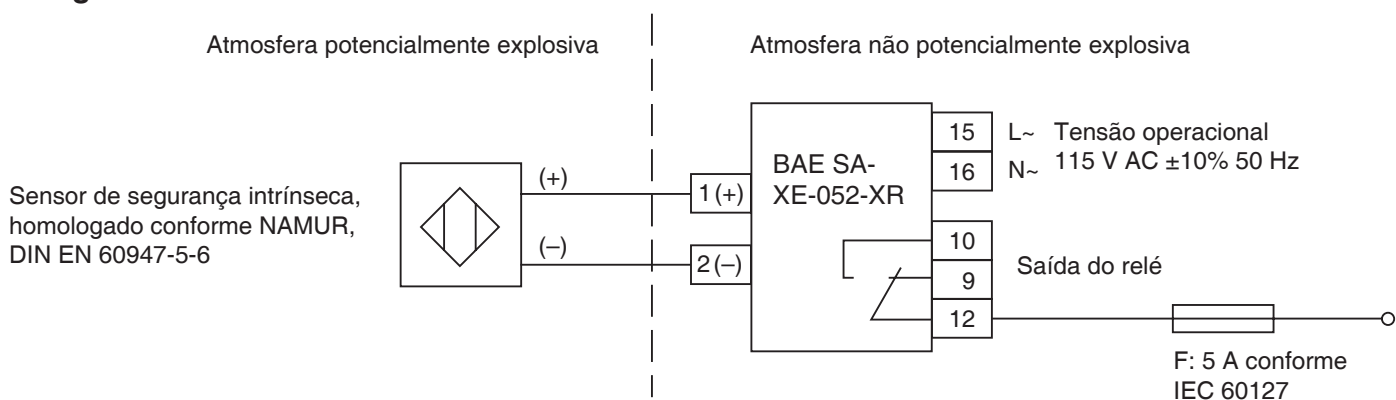 Atmosfera potencialmente explosiva
Atmosfera não potencialmente explosiva
Sensor de segurança intrínseca,
homologado conforme NAMUR,
DIN EN 60947-5-6
(+)
(–)
1 (+)
2 (–)
BAE SA-
XE-052-XR
15
16
10
9
12
L~ Tensão operacional
N~ 115 V AC ±10% 50 Hz
Saída do relé
F: 5 A conforme
IEC 60127